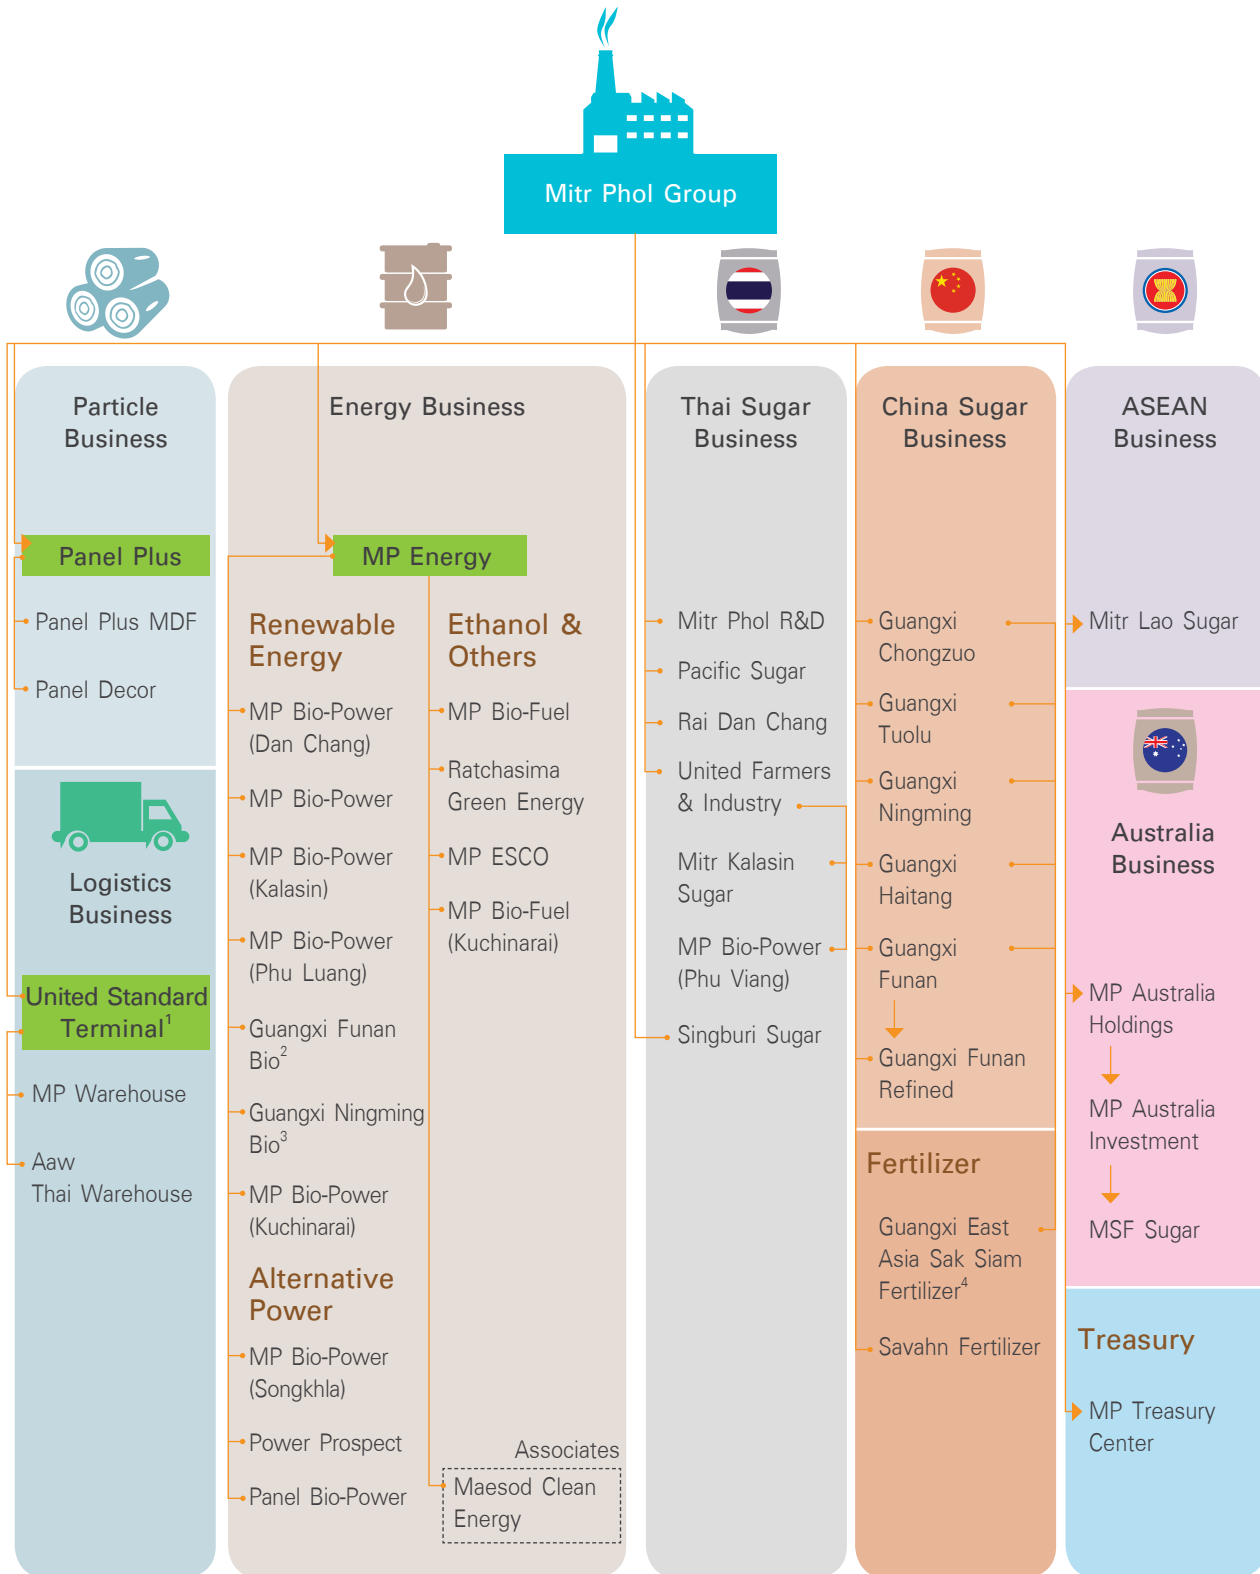 Mitr Phol Group
Particle
Business
Panel Plus
Panel Plus MDF
Panel Decor
Logistics
Business
United Standard
Terminal1
MP Warehouse
Aaw
Thai Warehouse
Energy Business
MP Energy
Renewable
Energy
MP Bio-Power
(Dan Chang)
MP Bio-Power
MP Bio-Power
(Kalasin)
MP Bio-Power
(Phu Luang)
Guangxi Funan
Bio2
Guangxi Ningming
Bio3
MP Bio-Power
(Kuchinarai)
Alternative
Power
MP Bio-Power
(Songkhla)
Power Prospect
Panel Bio-Power
Ethanol &
Others
MP Bio-Fuel
Ratchasima
Green Energy
MP ESCO
MP Bio-Fuel
(Kuchinarai)
Associates
Maesod Clean
Energy
Thai Sugar
Business
Mitr Phol R&D
Pacific Sugar
Rai Dan Chang
United Farmers
& Industry
Mitr Kalasin
Sugar
MP Bio-Power
(Phu Viang)
Singburi Sugar
China Sugar
Business
Guangxi
Chongzuo
Guangxi
Tuolu
Guangxi
Ningming
Guangxi
Haitang
Guangxi
Funan
Guangxi Funan
Refined
Fertilizer
Guangxi East
Asia Sak Siam
Fertilizer4
Savahn Fertilizer
ASEAN
Business
Mitr Lao Sugar
Australia
Business
MP Australia
Holdings
MP Australia
Investment
MSF Sugar
Treasury
MP Treasury
Center